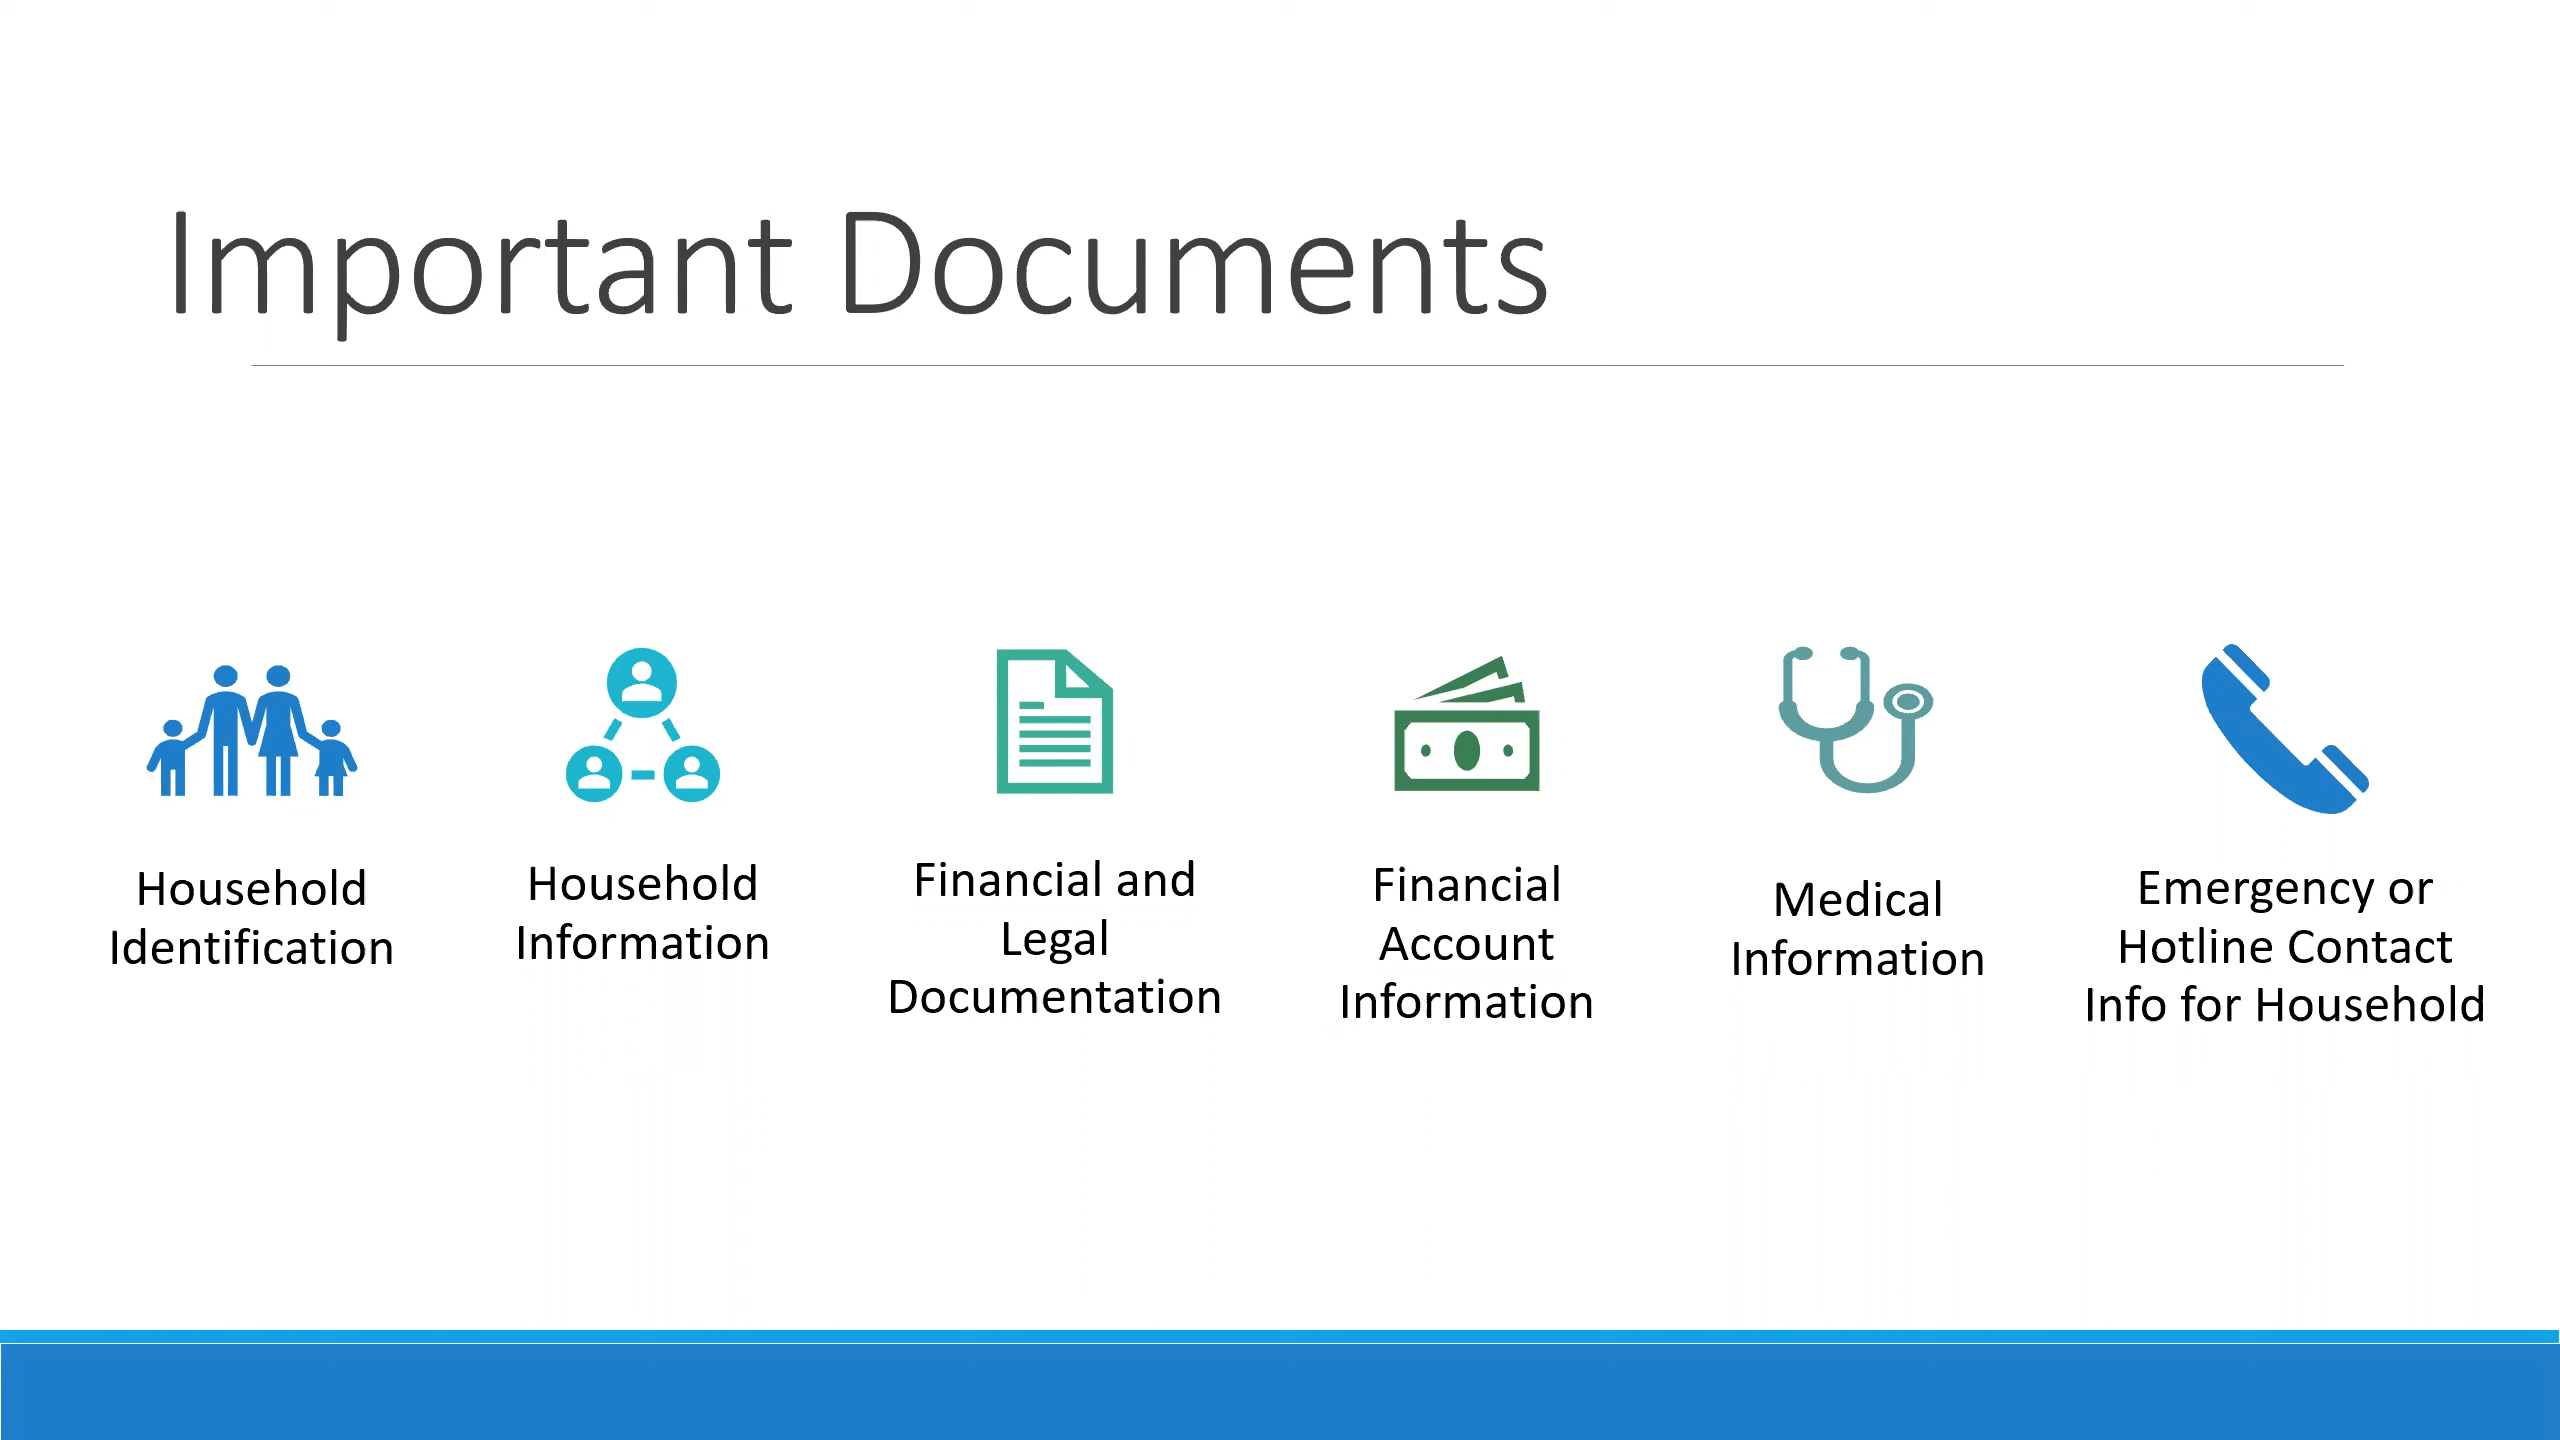 Important Documents
Household
Identification
Household
Information
Financial and
Legal
Documentation
Financial
Account
Information
Medical
Information
Emergency or
Hotline Contact
Info for Household